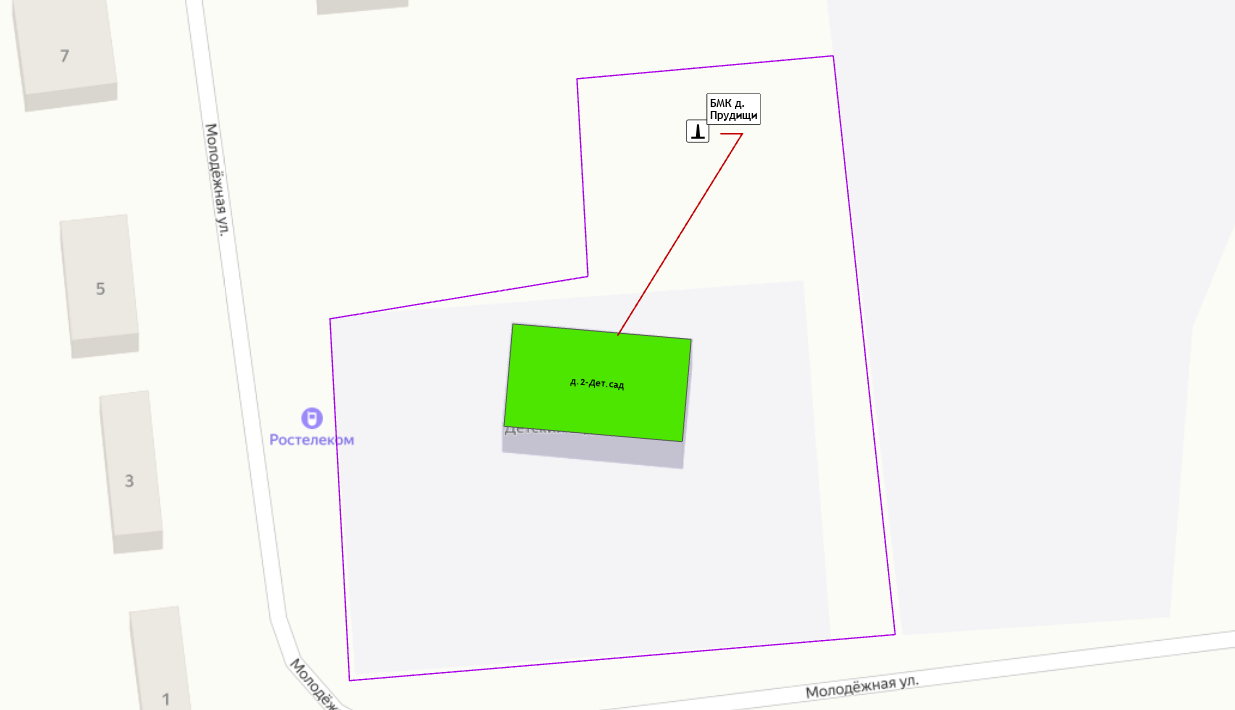 7
Молодёжная ул.
БМК д.
Прудищи
5
д. 2-Дет.сад
Ростелеком
3
Молодёж
Молодёжная ул.
1